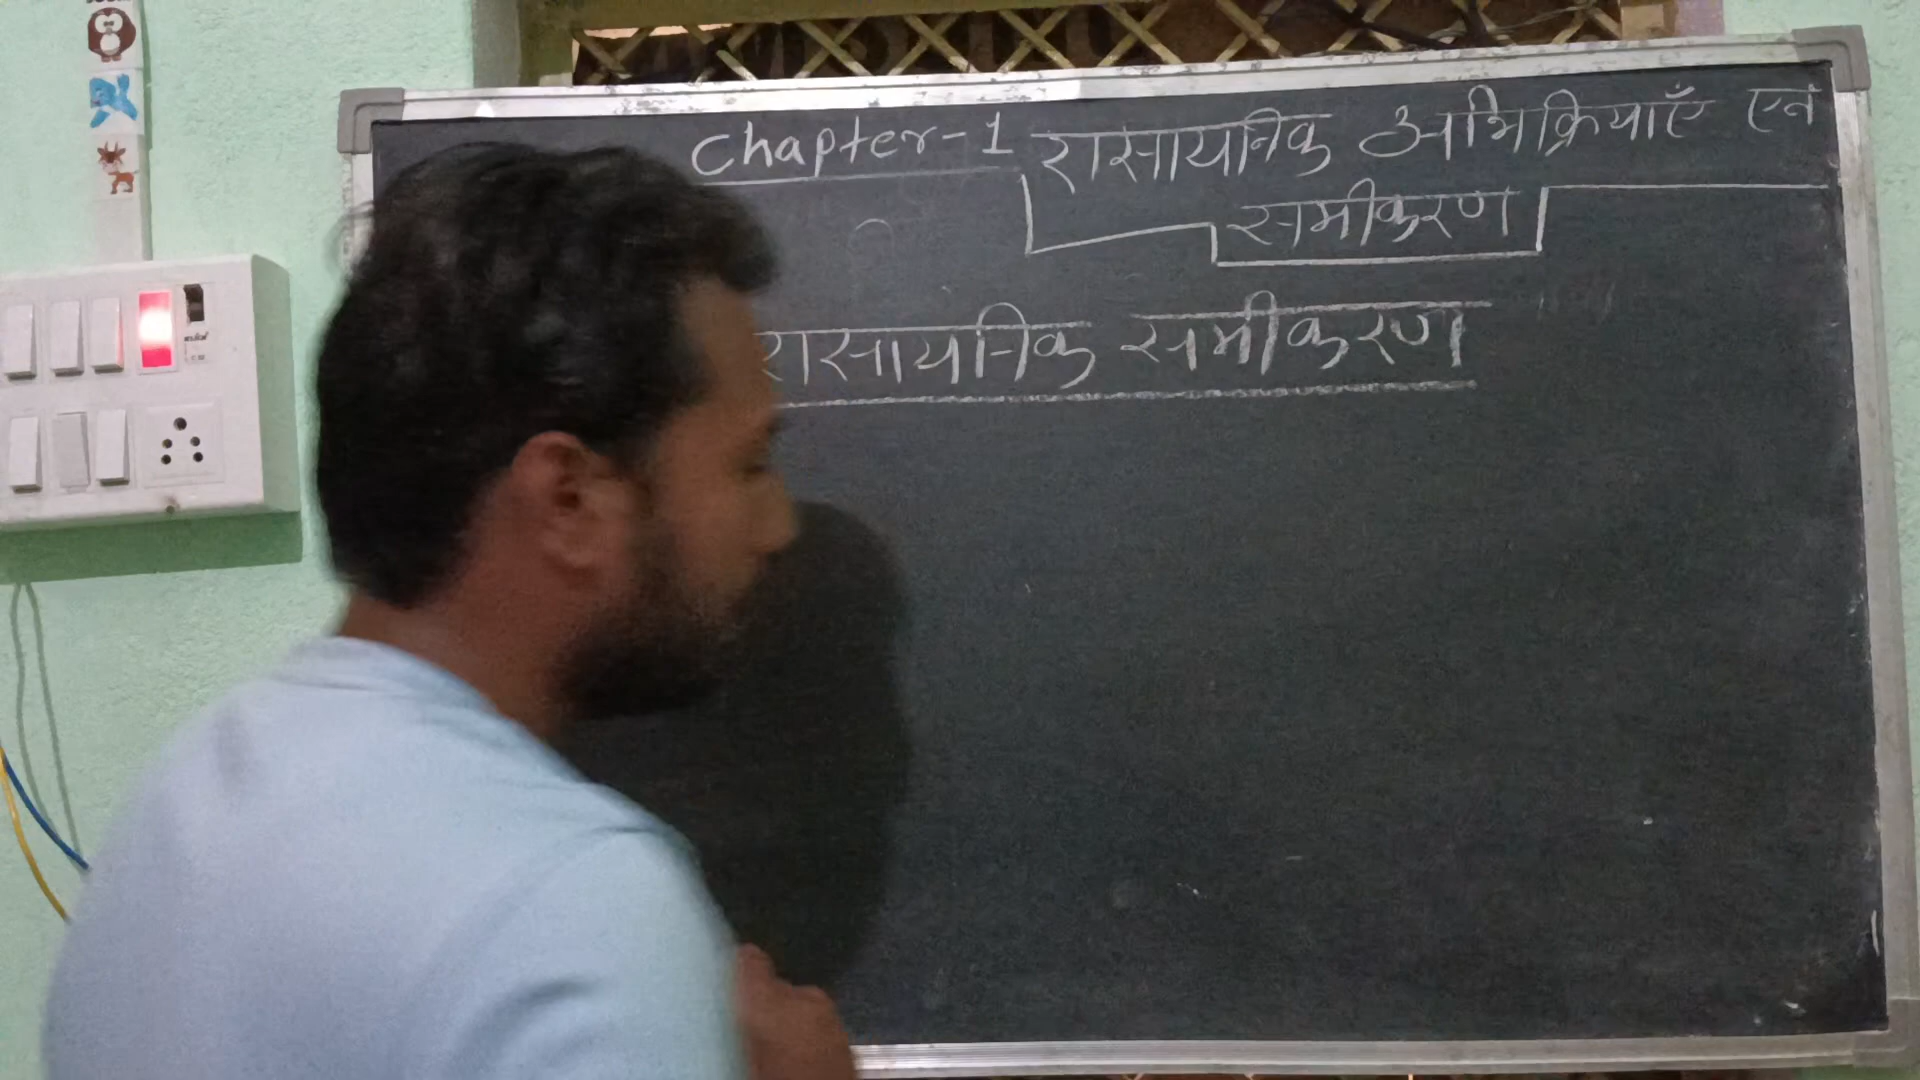 Chapter-1 रासायनिक अभिक्रियाएँ एवं
समीकरण
रासायनिक समीकरण